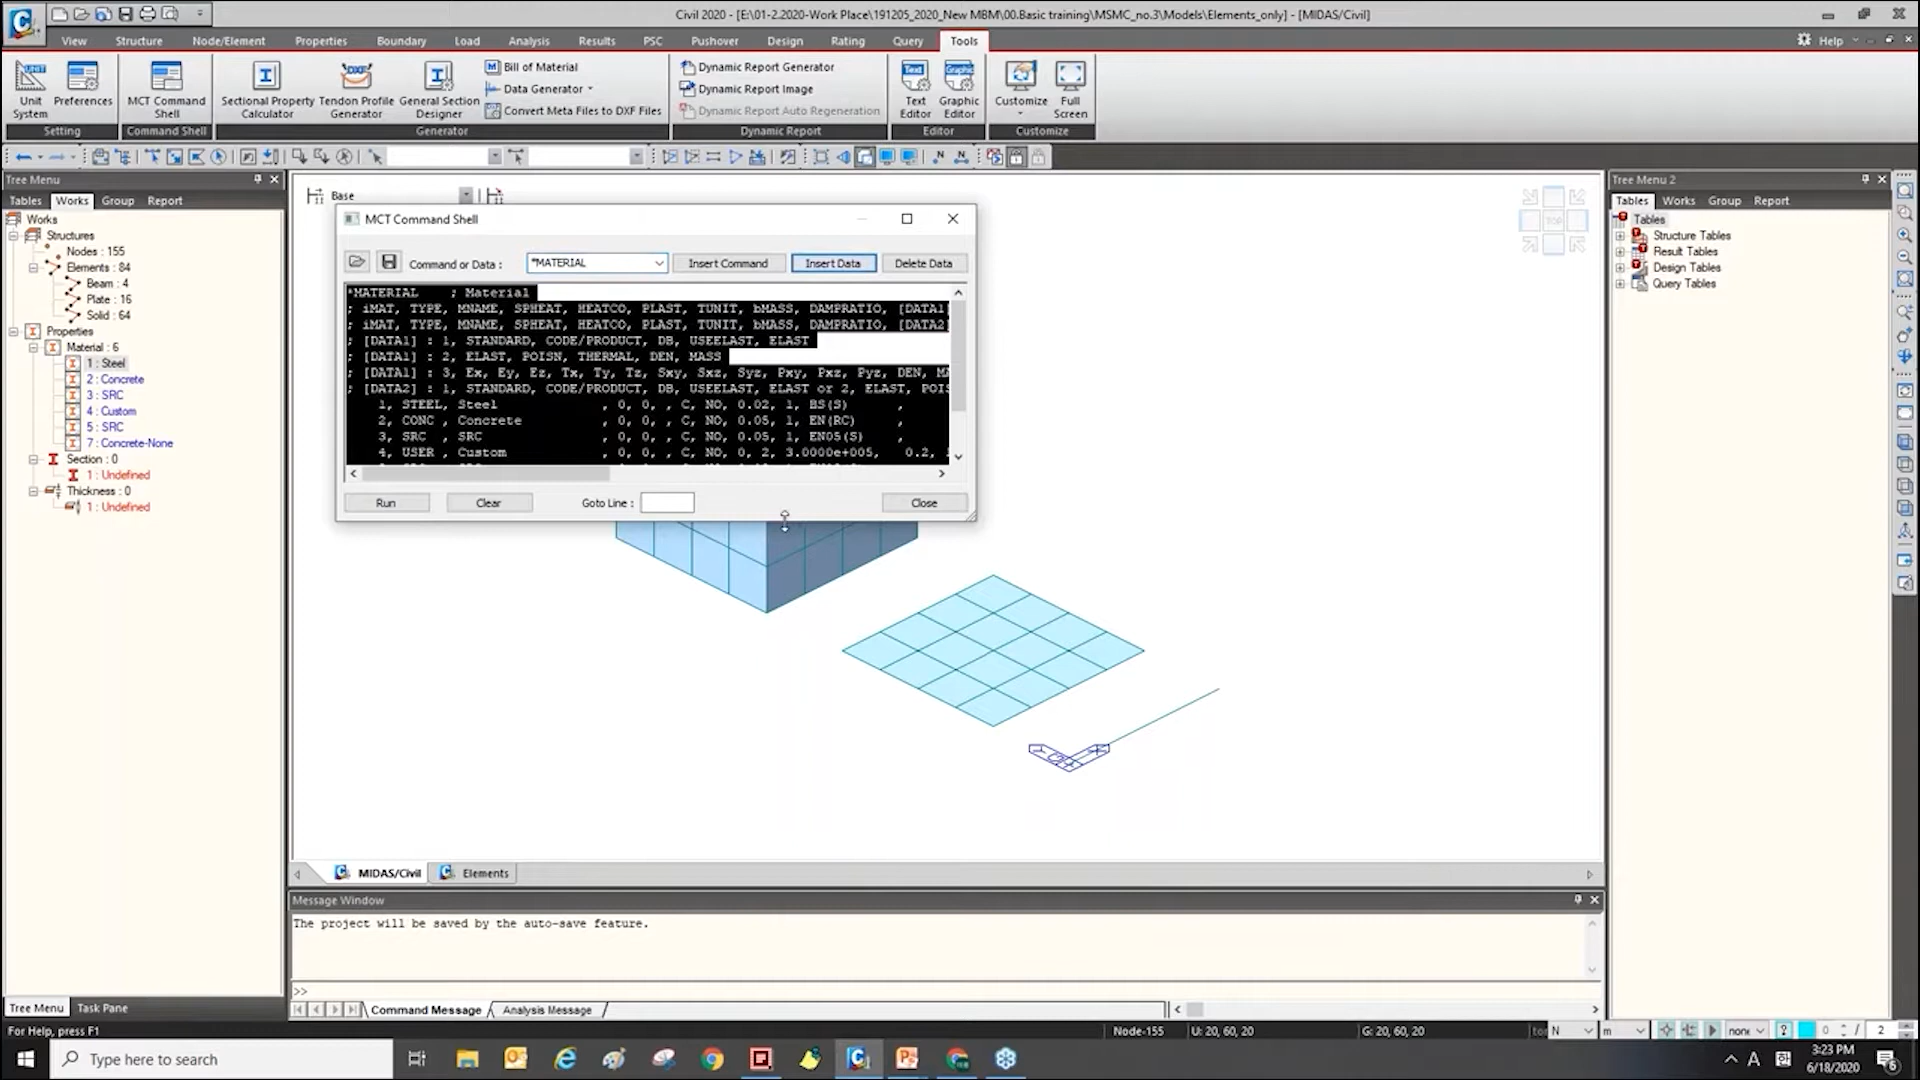 Civil 2020 - [E:\01-2.2020-Work Place\191205_2020_New MBM\00.Basic training\MSMC_no.3\Models\Elements_only] - [MIDAS/Civil]
View Structure Node/Element Properties Boundary Load Analysis Results PSC Pushover Design Rating Query Tools Help
Unit System
Preferences
Setting
MCT Command Shell
Command Shell
Sectional Property Calculator
Tendon Profile Generator
General Section Designer
Bill of Material
Data Generator
Convert Meta Files to DXF Files
Generator
Dynamic Report Generator
Dynamic Report Image
Dynamic Report Auto Regeneration
Dynamic Report
Text Editor
Graphic Editor
Editor
Customize
Full Screen
Customize
Tree Menu
Tables Works Group Report
Works
Structures
Nodes : 155
Elements : 84
Beam : 4
Plate : 16
Solid : 64
Properties
Material : 6
1 : Steel
2 : Concrete
3 : SRC
4 : Custom
5 : SRC
7 : Concrete-None
Section : 0
1 : Undefined
Thickness : 0
1 : Undefined
Tree Menu Task Pane
Base
TOP
MCT Command Shell
Command or Data : *MATERIAL Insert Command Insert Data Delete Data
*MATERIAL ; Material
; iMAT, TYPE, MNAME, SPHEAT, HEATCO, PLAST, TUNIT, bMASS, DAMPRATIO, [DATA1]
; iMAT, TYPE, MNAME, SPHEAT, HEATCO, PLAST, TUNIT, bMASS, DAMPRATIO, [DATA2]
; [DATA1] : 1, STANDARD, CODE/PRODUCT, DB, USEELAST, ELAST
; [DATA1] : 2, ELAST, POISN, THERMAL, DEN, MASS
; [DATA1] : 3, Ex, Ey, Ez, Tx, Ty, Tz, Sxy, Sxz, Syz, Pxy, Pxz, Pyz, DEN, MA
; [DATA2] : 1, STANDARD, CODE/PRODUCT, DB, USEELAST, ELAST or 2, ELAST, POIS
1, STEEL, Steel , 0, 0, , C, NO, 0.02, 1, BS(S) ,
2, CONC , Concrete , 0, 0, , C, NO, 0.05, 1, EN(RC) ,
3, SRC , SRC , 0, 0, , C, NO, 0.05, 1, EN05(S) ,
4, USER , Custom , 0, 0, , C, NO, 0, 2, 3.0000e+005, 0.2,
Run Clear Goto Line : Close
MIDAS/Civil Elements
Message Window
The project will be saved by the auto-save feature.
>>
Command Message Analysis Message
Tree Menu 2
Tables Works Group Report
Tables
Structure Tables
Result Tables
Design Tables
Query Tables
For Help, press F1 Node-155 U: 20, 60, 20 G: 20, 60, 20 N m none 0 / 2
Type here to search
A
3:23 PM
6/18/2020
6